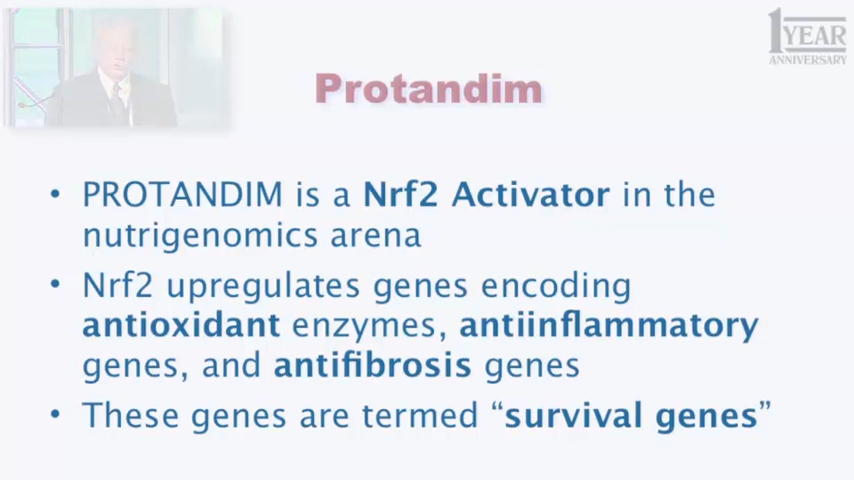 1 YEAR
ANNIVERSARY
Protandim
• PROTANDIM is a Nrf2 Activator in the
nutrigenomics arena
• Nrf2 upregulates genes encoding
antioxidant enzymes, antiinflammatory
genes, and antifibrosis genes
• These genes are termed “survival genes”